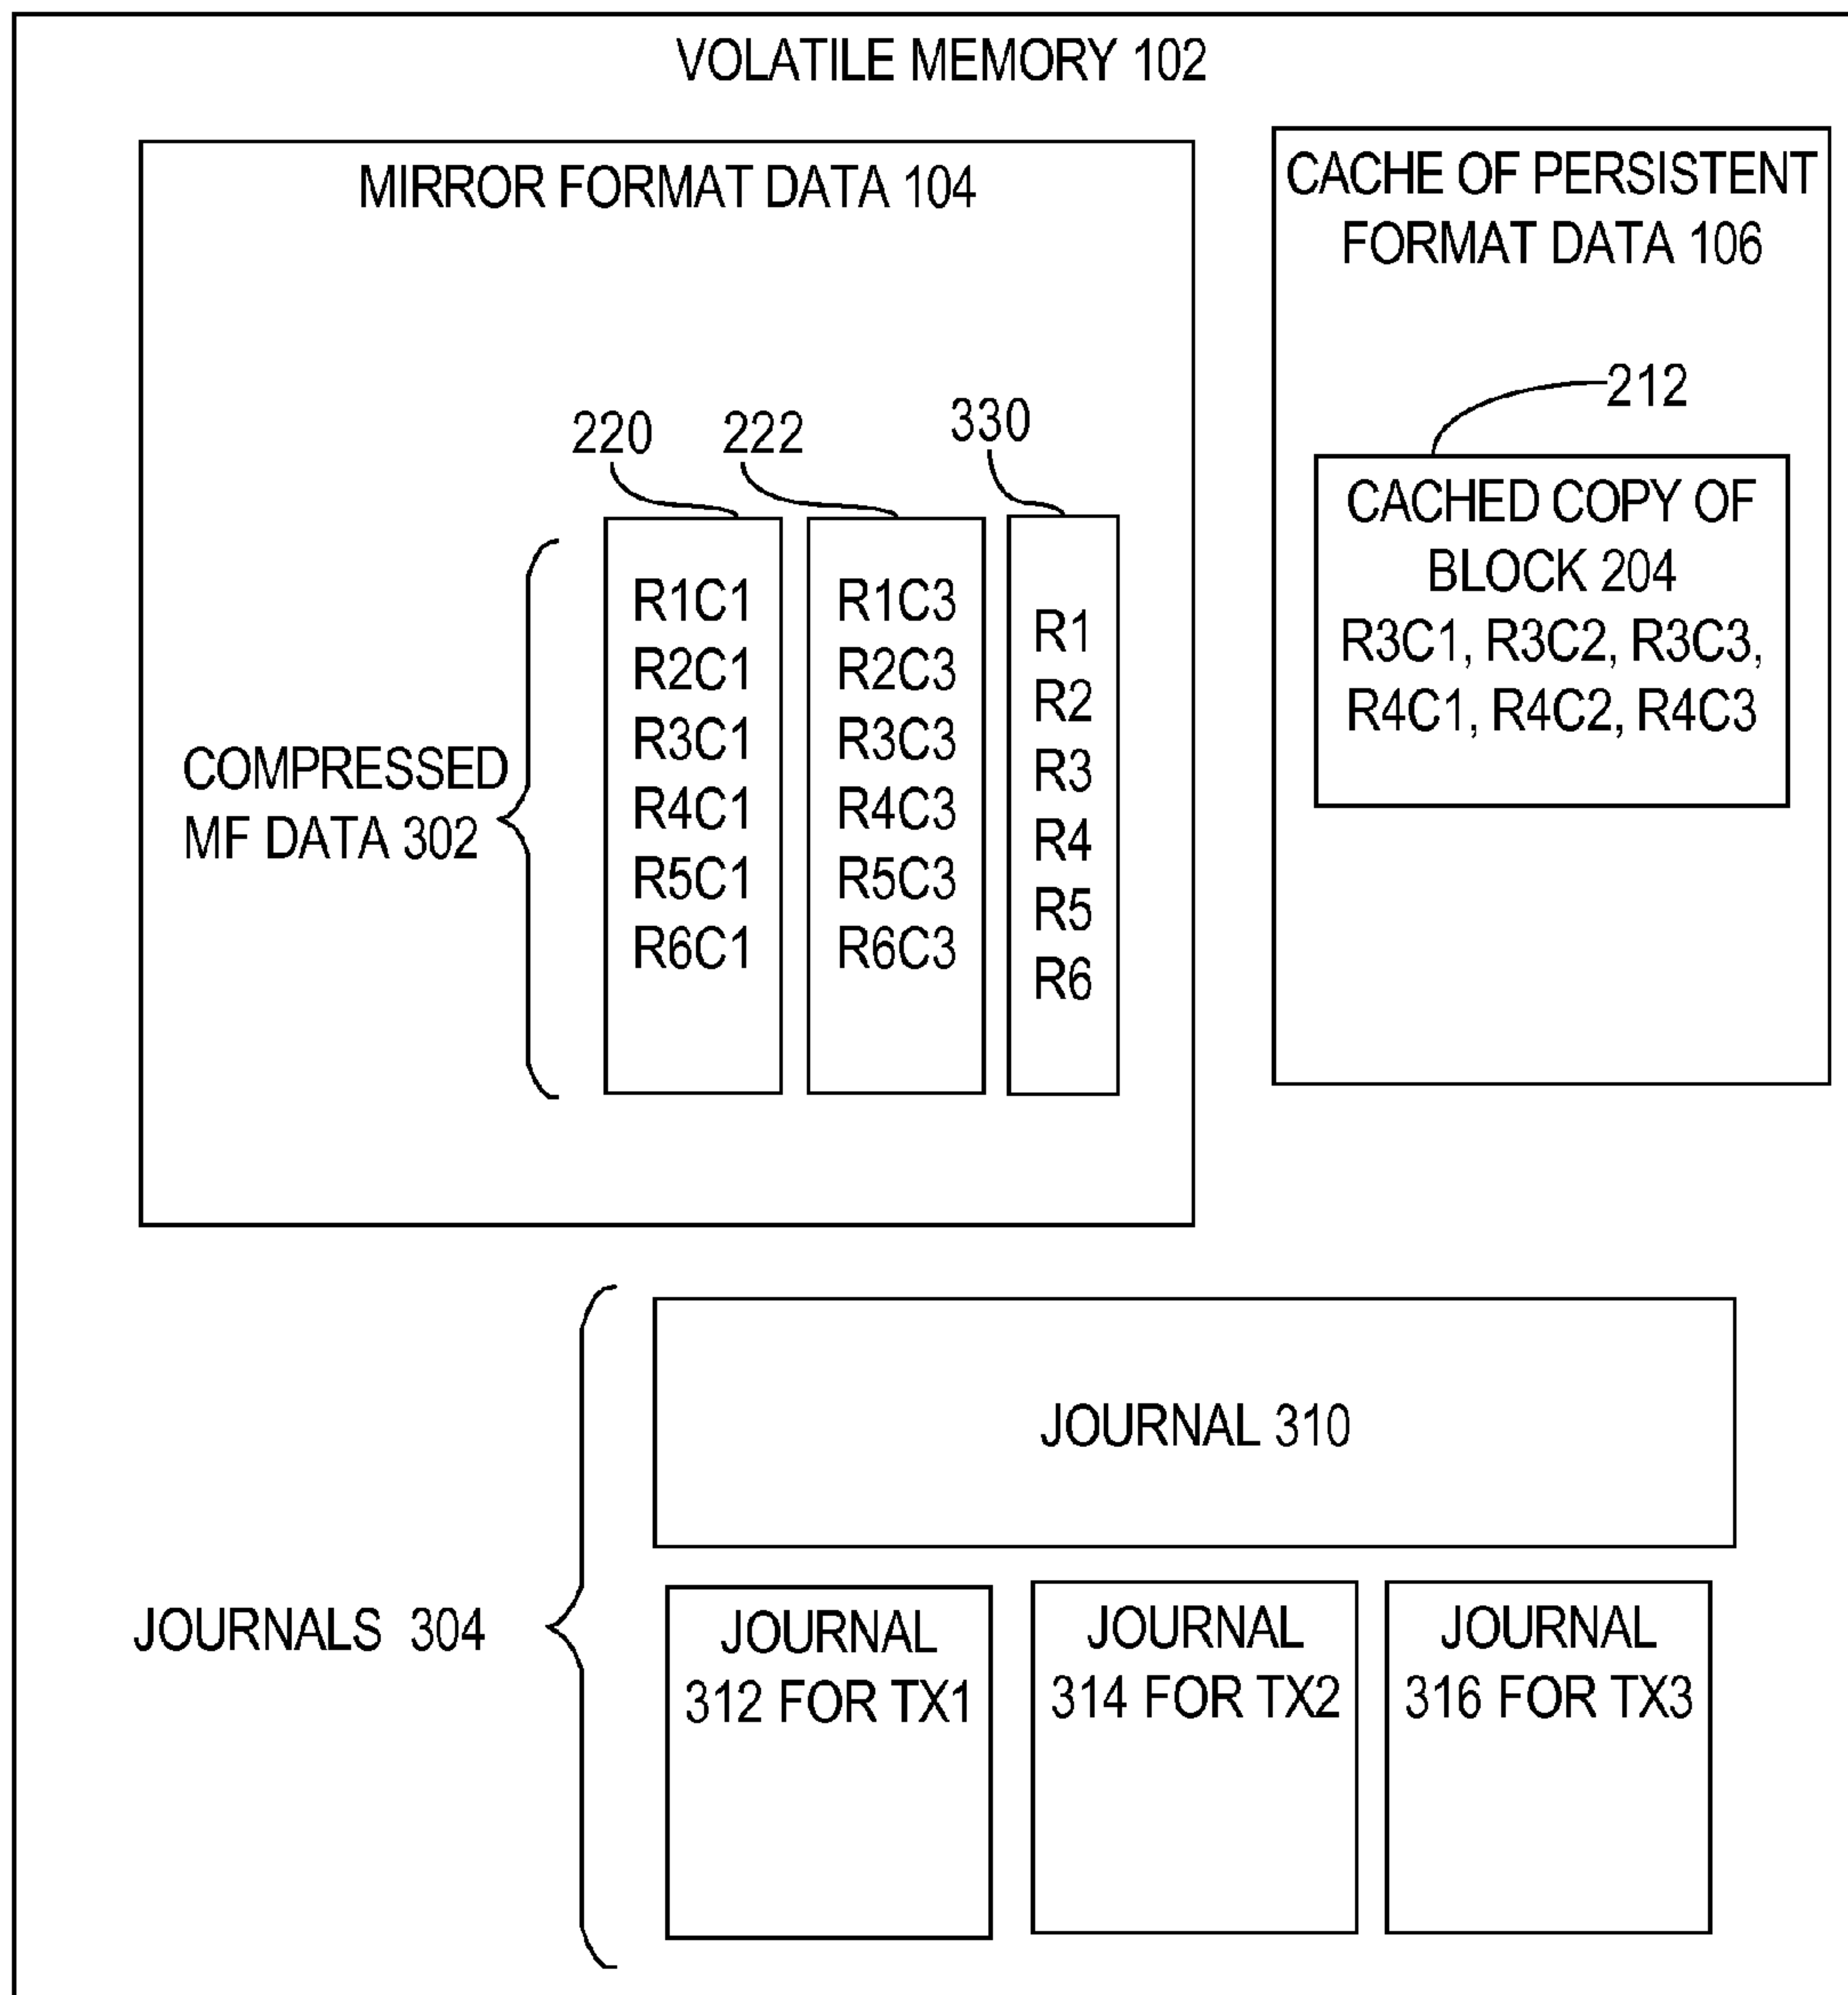 VOLATILE MEMORY 102
MIRROR FORMAT DATA 104
220
222
330
COMPRESSED
MF DATA 302
R1C1
R2C1
R3C1
R4C1
R5C1
R6C1
R1C3
R2C3
R3C3
R4C3
R5C3
R6C3
R1
R2
R3
R4
R5
R6
CACHE OF PERSISTENT
FORMAT DATA 106
212
CACHED COPY OF
BLOCK 204
R3C1, R3C2, R3C3,
R4C1, R4C2, R4C3
JOURNALS 304
JOURNAL 310
JOURNAL
312 FOR TX1
JOURNAL
314 FOR TX2
JOURNAL
316 FOR TX3